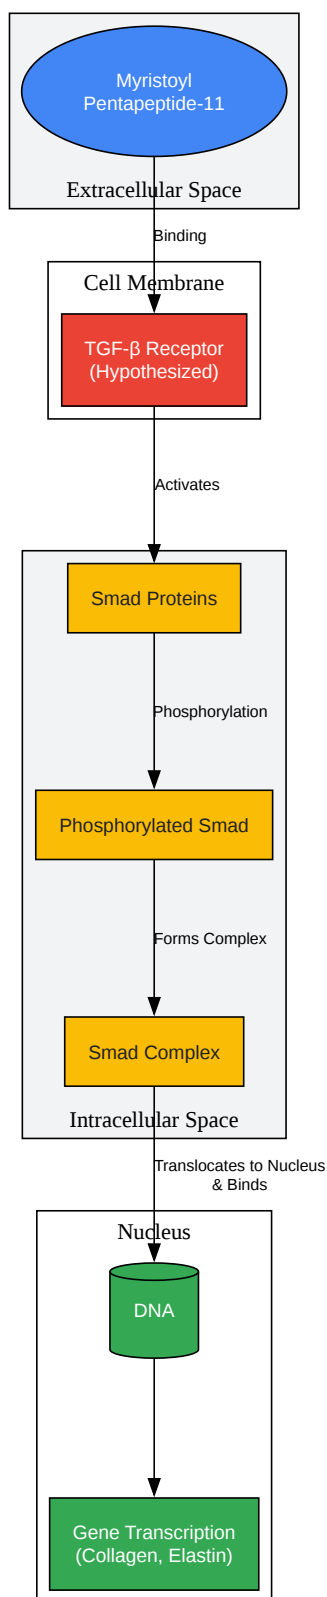 Myristoyl
Pentapeptide-11
Extracellular Space
Binding
Cell Membrane
TGF-β Receptor
(Hypothesized)
Activates
Smad Proteins
Phosphorylation
Phosphorylated Smad
Forms Complex
Smad Complex
Intracellular Space
Translocates to Nucleus
& Binds
Nucleus
DNA
Gene Transcription
(Collagen, Elastin)